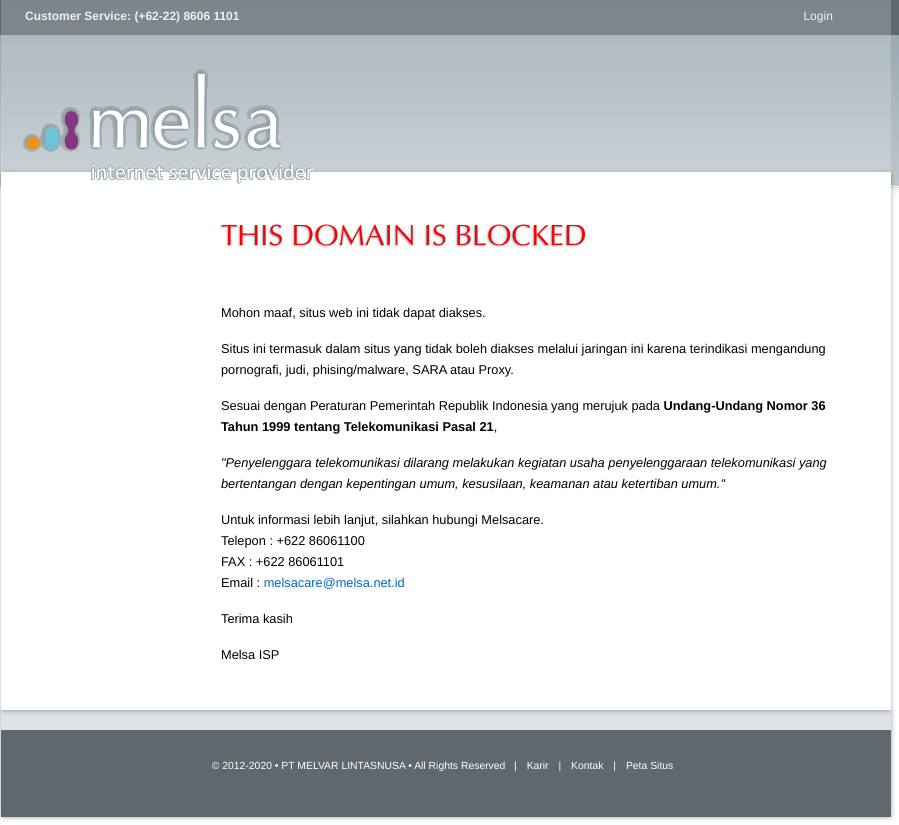 Customer Service: (+62-22) 8606 1101
Login
melsa
internet service provider
THIS DOMAIN IS BLOCKED
Mohon maaf, situs web ini tidak dapat diakses.
Situs ini termasuk dalam situs yang tidak boleh diakses melalui jaringan ini karena terindikasi mengandung
pornografi, judi, phising/malware, SARA atau Proxy.
Sesuai dengan Peraturan Pemerintah Republik Indonesia yang merujuk pada Undang-Undang Nomor 36
Tahun 1999 tentang Telekomunikasi Pasal 21,
"Penyelenggara telekomunikasi dilarang melakukan kegiatan usaha penyelenggaraan telekomunikasi yang
bertentangan dengan kepentingan umum, kesusilaan, keamanan atau ketertiban umum."
Untuk informasi lebih lanjut, silahkan hubungi Melsacare.
Telepon : +622 86061100
FAX : +622 86061101
Email : melsacare@melsa.net.id
Terima kasih
Melsa ISP
© 2012-2020 • PT MELVAR LINTASNUSA • All Rights Reserved | Karir | Kontak | Peta Situs